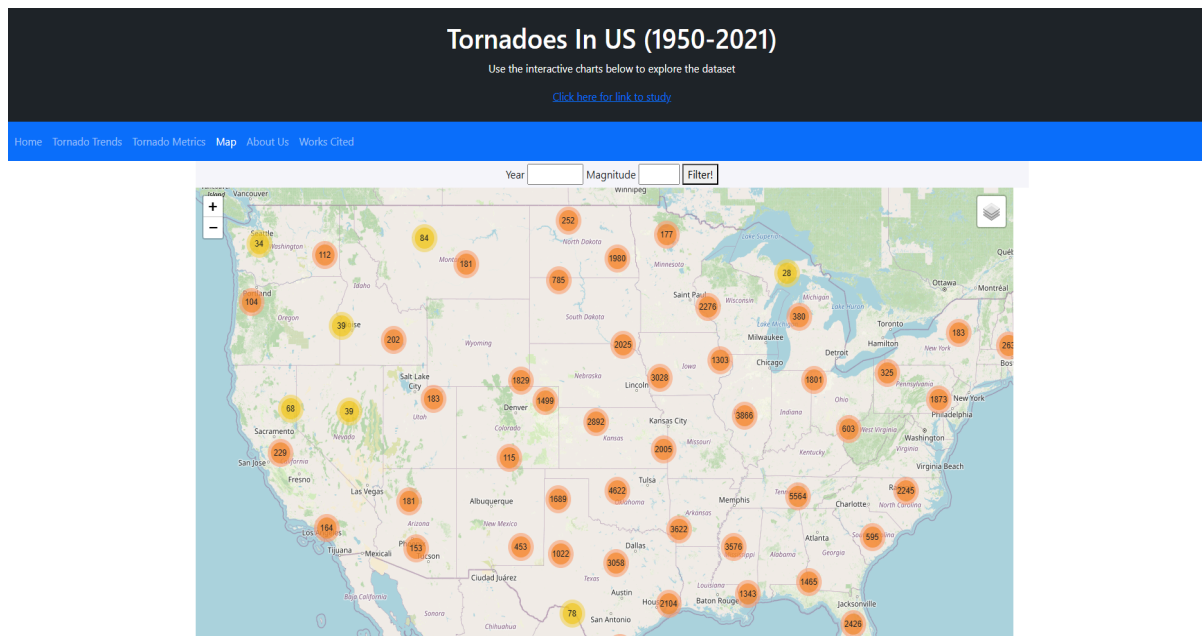 Tornadoes In US (1950-2021)
Use the interactive charts below to explore the dataset
Click here for link to study
Home Tornado Trends Tornado Metrics Map About Us Works Cited
Year Magnitude Filter!
Island Vancouver Winnipeg
+
−
252
Seattle
34 Washington
84
177
Lake Superior
North Dakota
Québ
112
181
1980
Minnesota
28
Idaho
785
Ottawa
Montréal
Saint Paul
Wisconsin
Michigan
Lake Huron
104
2276
380
Oregon
South Dakota
Toronto
39
202
Wyoming
2025
Milwaukee
Hamilton
183
New York
263
Bos
1303
Chicago
Detroit
Iowa
Salt Lake
City
1829
Nebraska
3028
Lincoln
1801
325
Pennsylvania
183
Utah
1499
Denver
Ohio
1873 New York
Philadelphia
68
39
Colorado
2892
Kansas
Kansas City
3866
Indiana
603
West Virginia
Washington
Sacramento
Nevada
229
San Jose
115
2005
Missouri
Kentucky
Virginia
Virginia Beach
Fresno
Las Vegas
181
Albuquerque
1689
4622
Tulsa
Oklahoma
Memphis
5564
Charlotte
2245
North Carolina
Arkansas
Arizona
New Mexico
164
3622
Atlanta
595
Tijuana
Mexicali
153
453
1022
Dallas
3576
Alabama
Georgia
3058
Texas
Ciudad Juárez
Louisiana
1465
Austin
Baja California
2104
Baton Rouge
1343
Jacksonville
Sonora
Chihuahua
78
San Antonio
2426